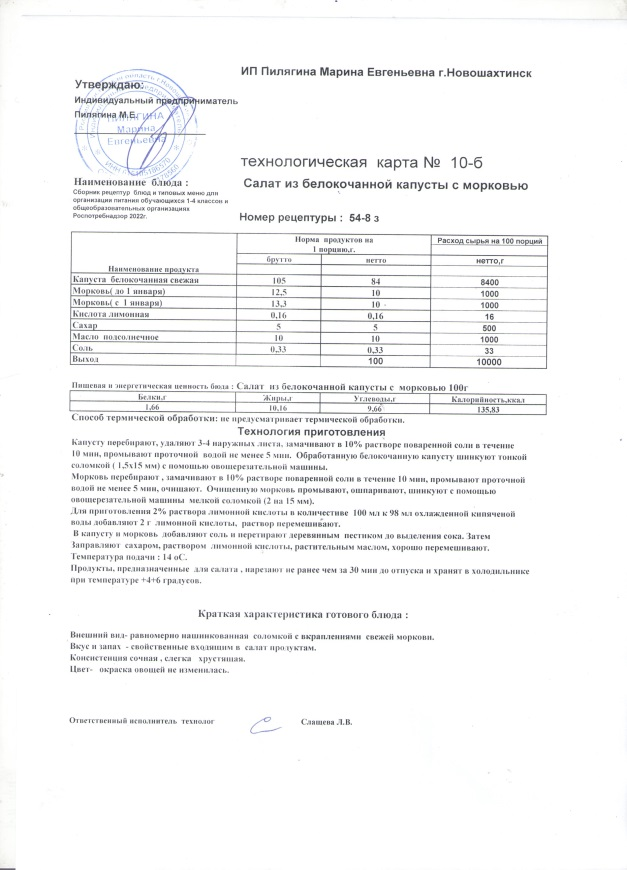 ИП Пилягина Марина Евгеньевна г.Новошахтинск
Утверждаю:
Индивидуальный предприниматель
Пилягина М.Е.
ПИЛЯГИНА
Марина
Евгеньевна
технологическая карта № 10-б
Наименование блюда :
Салат из белокочанной капусты с морковью
Сборник рецептур блюд и типовых меню для
организации питания обучающихся 1-4 классон и
общеобразовательных организациях
Роспотребнадзор 2022г.
Номер рецептуры : 54-8 з
Наименование продукта
Норма продуктов на
1 порцию,г.
Расход сырья на 100 порций
брутто нетто нетто,г
Капуста белокочанная свежая 105 84 8400
Морковь( до 1 января) 12,5 10 1000
Морковь( с 1 января) 13,3 10 1000
Кислота лимонная 0,16 0,16 16
Сахар 5 5 500
Масло подсолнечное 10 10 1000
Соль 0,33 0,33 33
Выход 100 10000
Пищевая и энергетическая ценность бюда : Салат из белокочанной капусты с морковью 100г
Белки,г Жиры,г Углеводы,г Калорийность,ккал
1,66 10,16 9,66 135,83
Способ термической обработки: не предусматривает термической обработки.
Технология приготовления
Капусту перебирают, удаляют 3-4 наружных листа, замачивают в 10% растворе поваренной соли в течение
10 мин, промывают проточной водой не менее 5 мин. Обработанную белокочанную капусту шинкуют тонкой
соломкой ( 1,5х15 мм) с помощью овощерезательной машины.
Морковь перебирают , замачивают в 10% растворе поваренной соли в течение 10 мин, промывают проточной
водой не менее 5 мин, очищают. Очищенную морковь промывают, ошпаривают, шинкуют с помощью
овощерезательной машины мелкой соломкой (2 на 15 мм).
Для приготовления 2% раствора лимонной кислоты в количестиве 100 мл к 98 мл охлажденной кипяченой
воды добавляют 2 г лимонной кислоты, раствор перемешивают.
В капусту и морковь добавляют соль и перетирают деревянным пестиком до выделения сока. Затем
Заправляют сахаром, раствором лимонной кислоты, растительным маслом, хорошо перемешивают.
Температура подачи : 14 оС.
Продукты, предназначенные для салата , нарезают не ранее чем за 30 мин до отпуска и хранят в холодильнике
при температуре +4+6 градусов.
Краткая характеристика готового блюда :
Внешний вид- равномерно нашинкованная соломкой с вкраплениями свежей моркови.
Вкус и запах - свойственные входящим в салат продуктам.
Консистенция сочная , слегка хрустящая.
Цвет- окраска овощей не изменилась.
Ответственный исполнитель технолог Слащева Л.В.